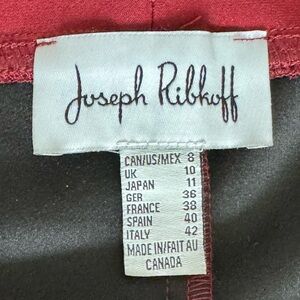 Joseph Ribkoff
CAN/US/MEX 8
UK 10
JAPAN 11
GER 36
FRANCE 38
SPAIN 40
ITALY 42
MADE IN/FAIT AU
CANADA